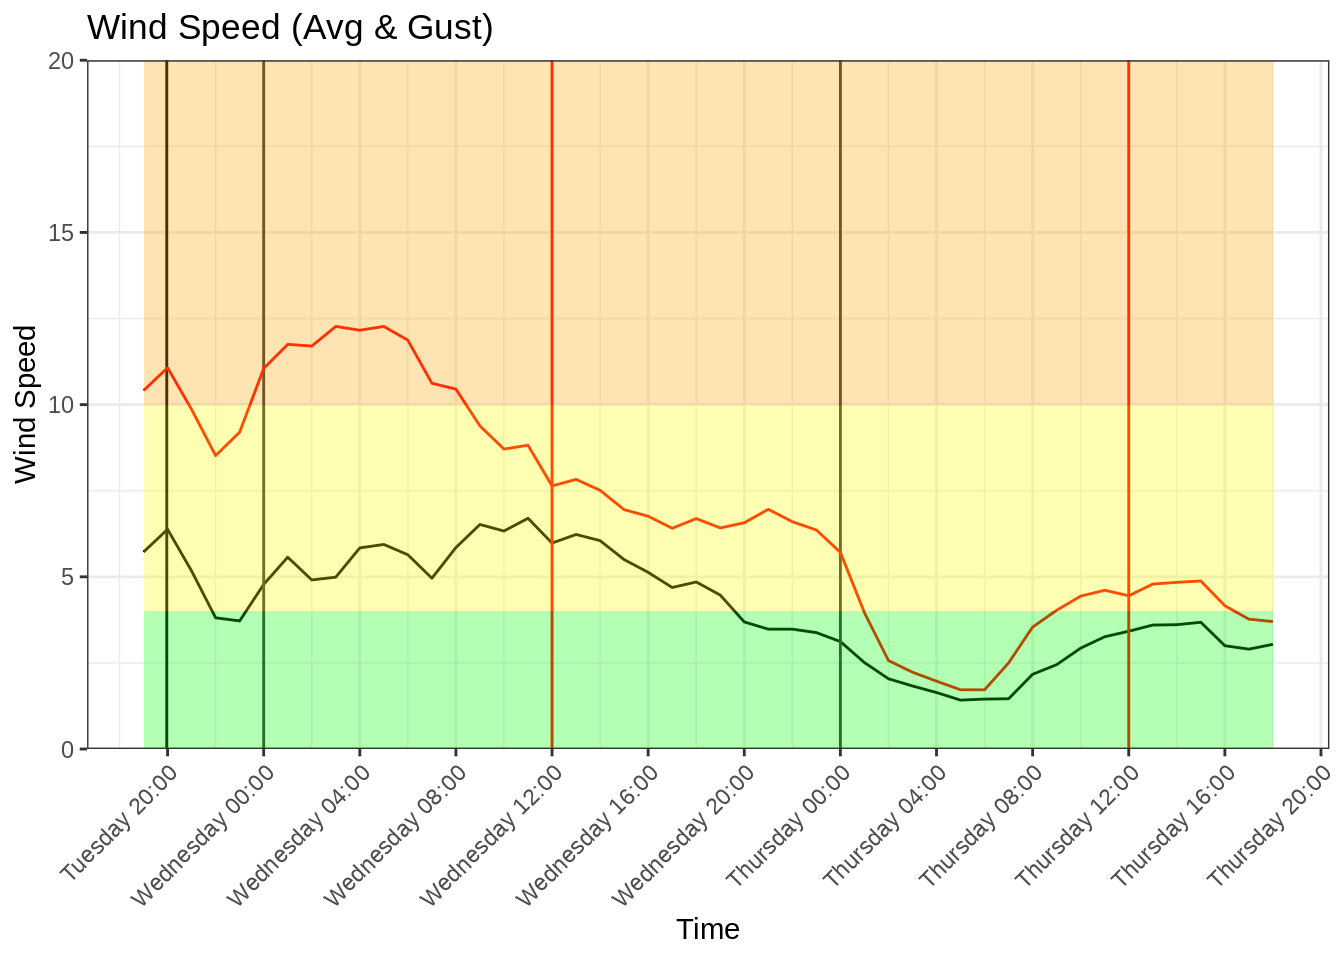 Wind Speed (Avg & Gust)
20
15
10
5
0
Wind Speed
Tuesday 20:00
Wednesday 00:00
Wednesday 04:00
Wednesday 08:00
Wednesday 12:00
Wednesday 16:00
Wednesday 20:00
Thursday 00:00
Thursday 04:00
Thursday 08:00
Thursday 12:00
Thursday 16:00
Thursday 20:00
Time